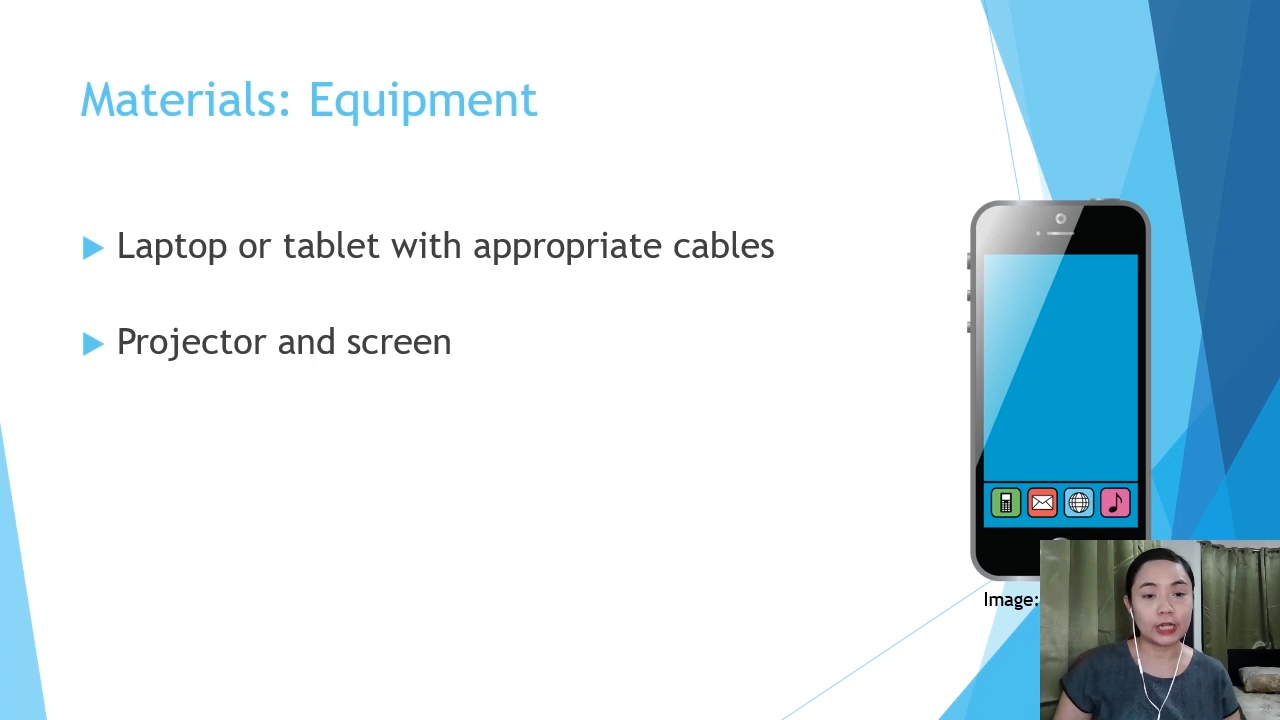 Materials: Equipment
Laptop or tablet with appropriate cables
Projector and screen
Image: